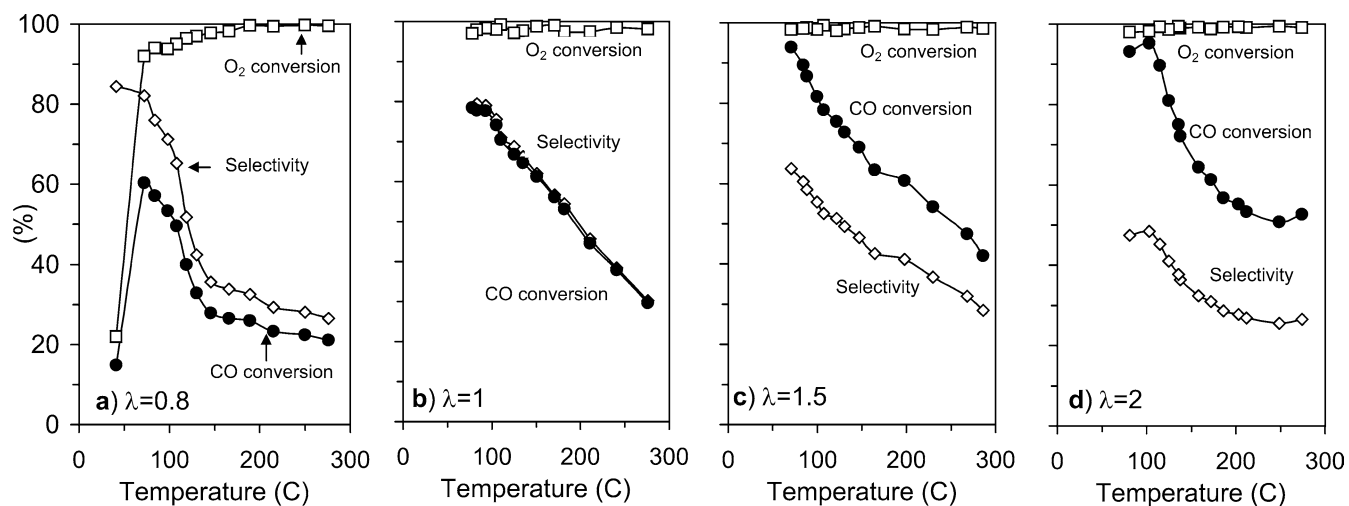 100
80
60
40
20
0
(%)
O2 conversion
Selectivity
CO conversion
a) λ=0.8
0 100 200 300
Temperature (C)
O2 conversion
Selectivity
CO conversion
b) λ=1
0 100 200 300
Temperature (C)
O2 conversion
CO conversion
Selectivity
c) λ=1.5
0 100 200 300
Temperature (C)
O2 conversion
CO conversion
Selectivity
d) λ=2
0 100 200 300
Temperature (C)